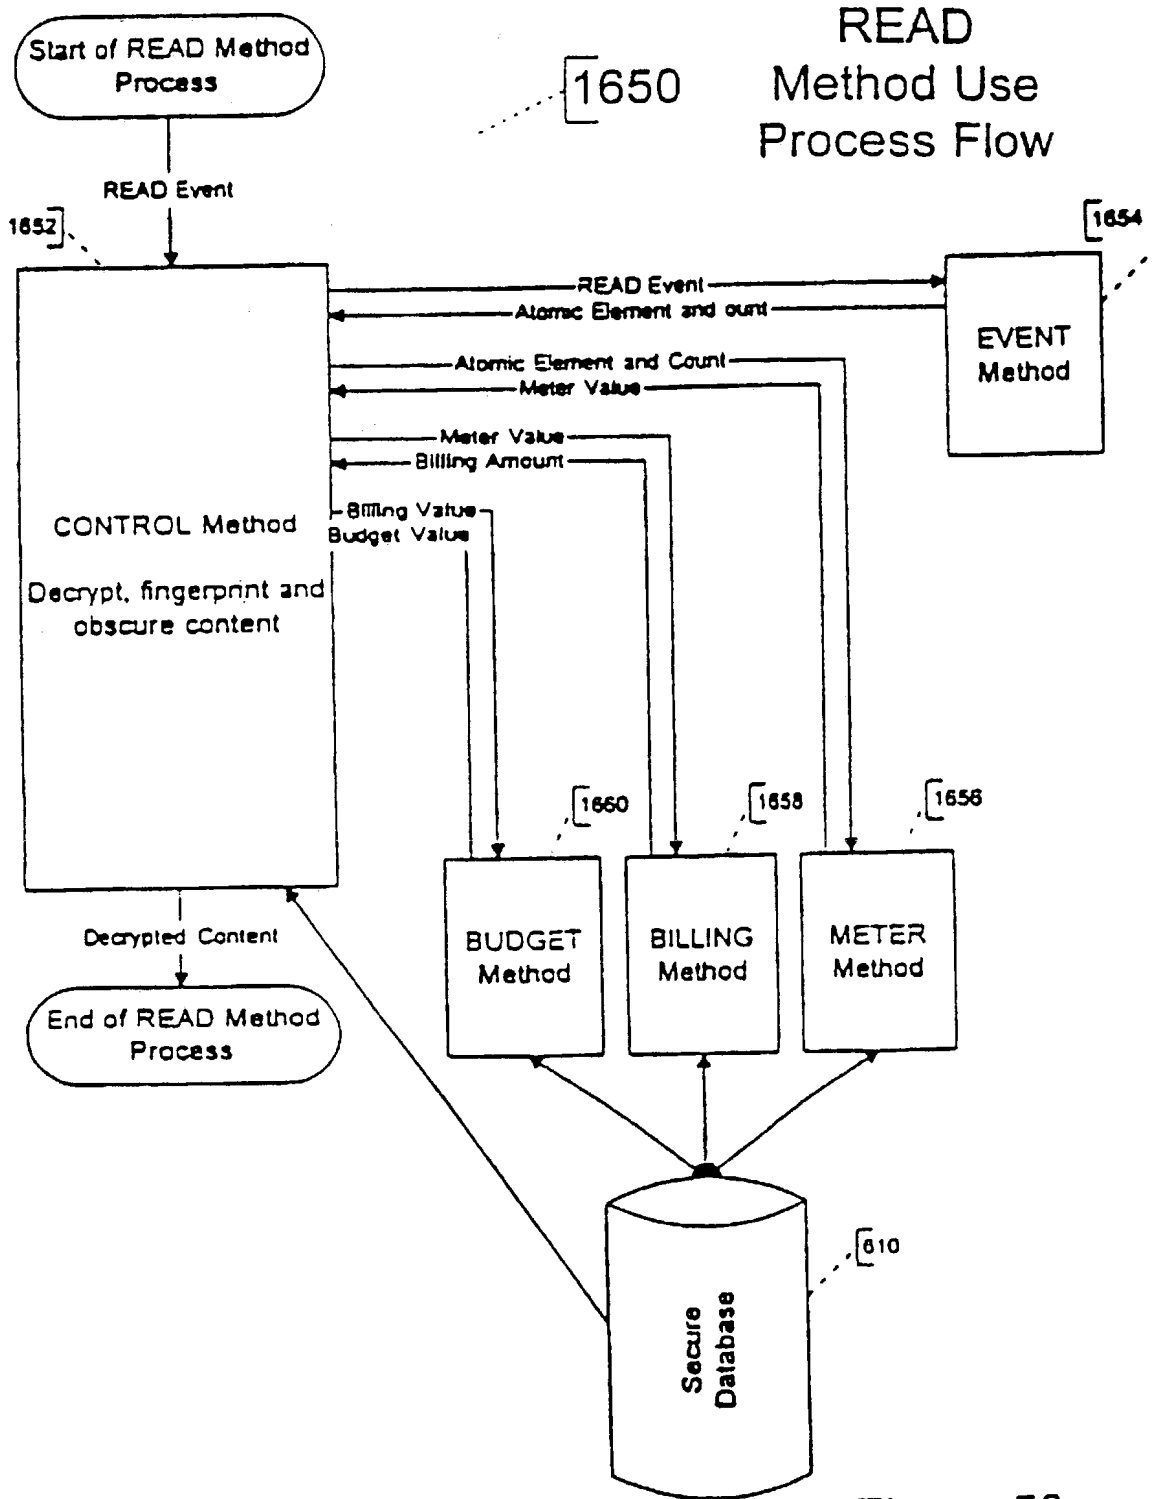 Start of READ Method
Process
1650
READ
Method Use
Process Flow
READ Event
1652
1654
READ Event
Atomic Element and ount
EVENT
Method
Atomic Element and Count
Meter Value
Meter Value
Billing Amount
Billing Value
Budget Value
CONTROL Method
Decrypt, fingerprint and
obscure content
1660
1658
1656
Decrypted Content
BUDGET
Method
BILLING
Method
METER
Method
End of READ Method
Process
610
Secure
Database